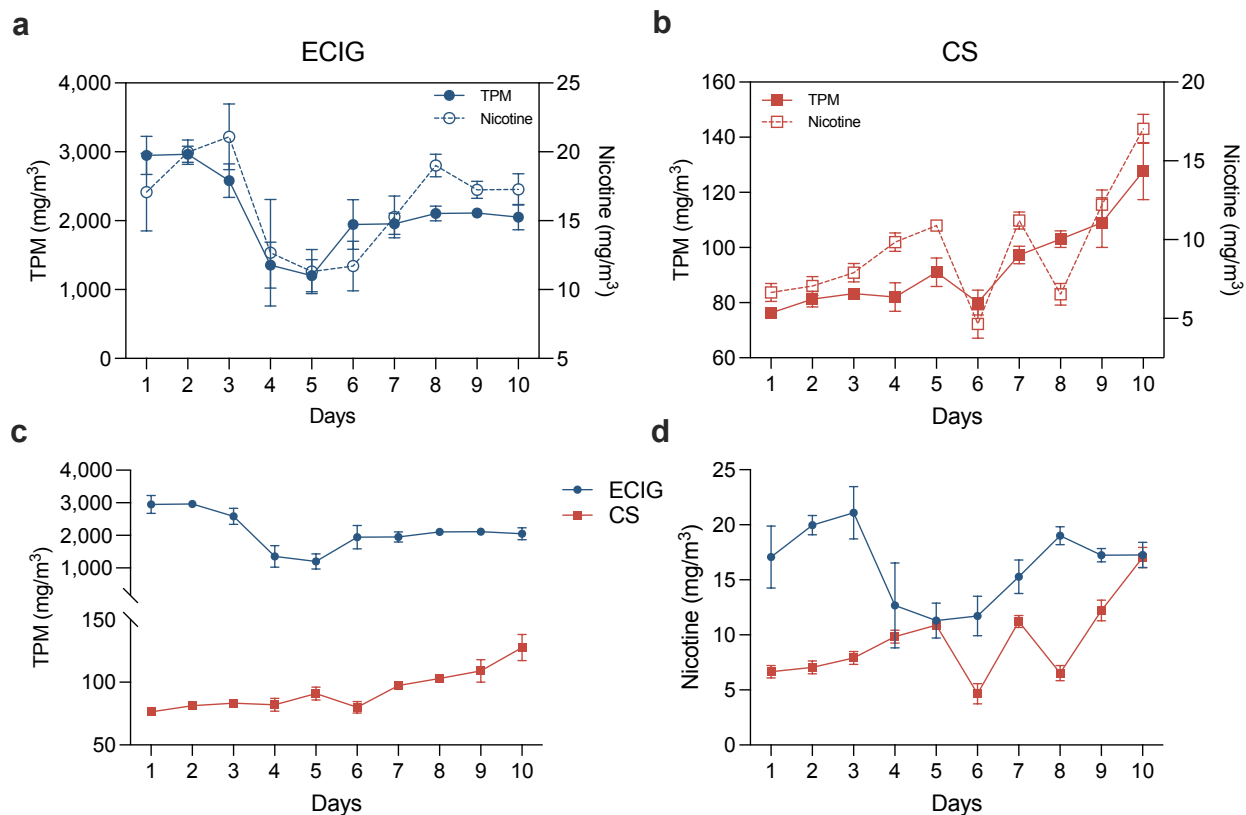 a
ECIG
4,000
3,000
2,000
1,000
0
TPM (mg/m³)
25
20
15
10
5
Nicotine (mg/m³)
TPM
Nicotine
1 2 3 4 5 6 7 8 9 10
Days
b
CS
160
140
120
100
80
60
TPM (mg/m³)
20
15
10
5
Nicotine (mg/m³)
TPM
Nicotine
1 2 3 4 5 6 7 8 9 10
Days
c
4,000
3,000
2,000
1,000
150
100
50
TPM (mg/m³)
ECIG
CS
1 2 3 4 5 6 7 8 9 10
Days
d
25
20
15
10
5
0
Nicotine (mg/m³)
1 2 3 4 5 6 7 8 9 10
Days